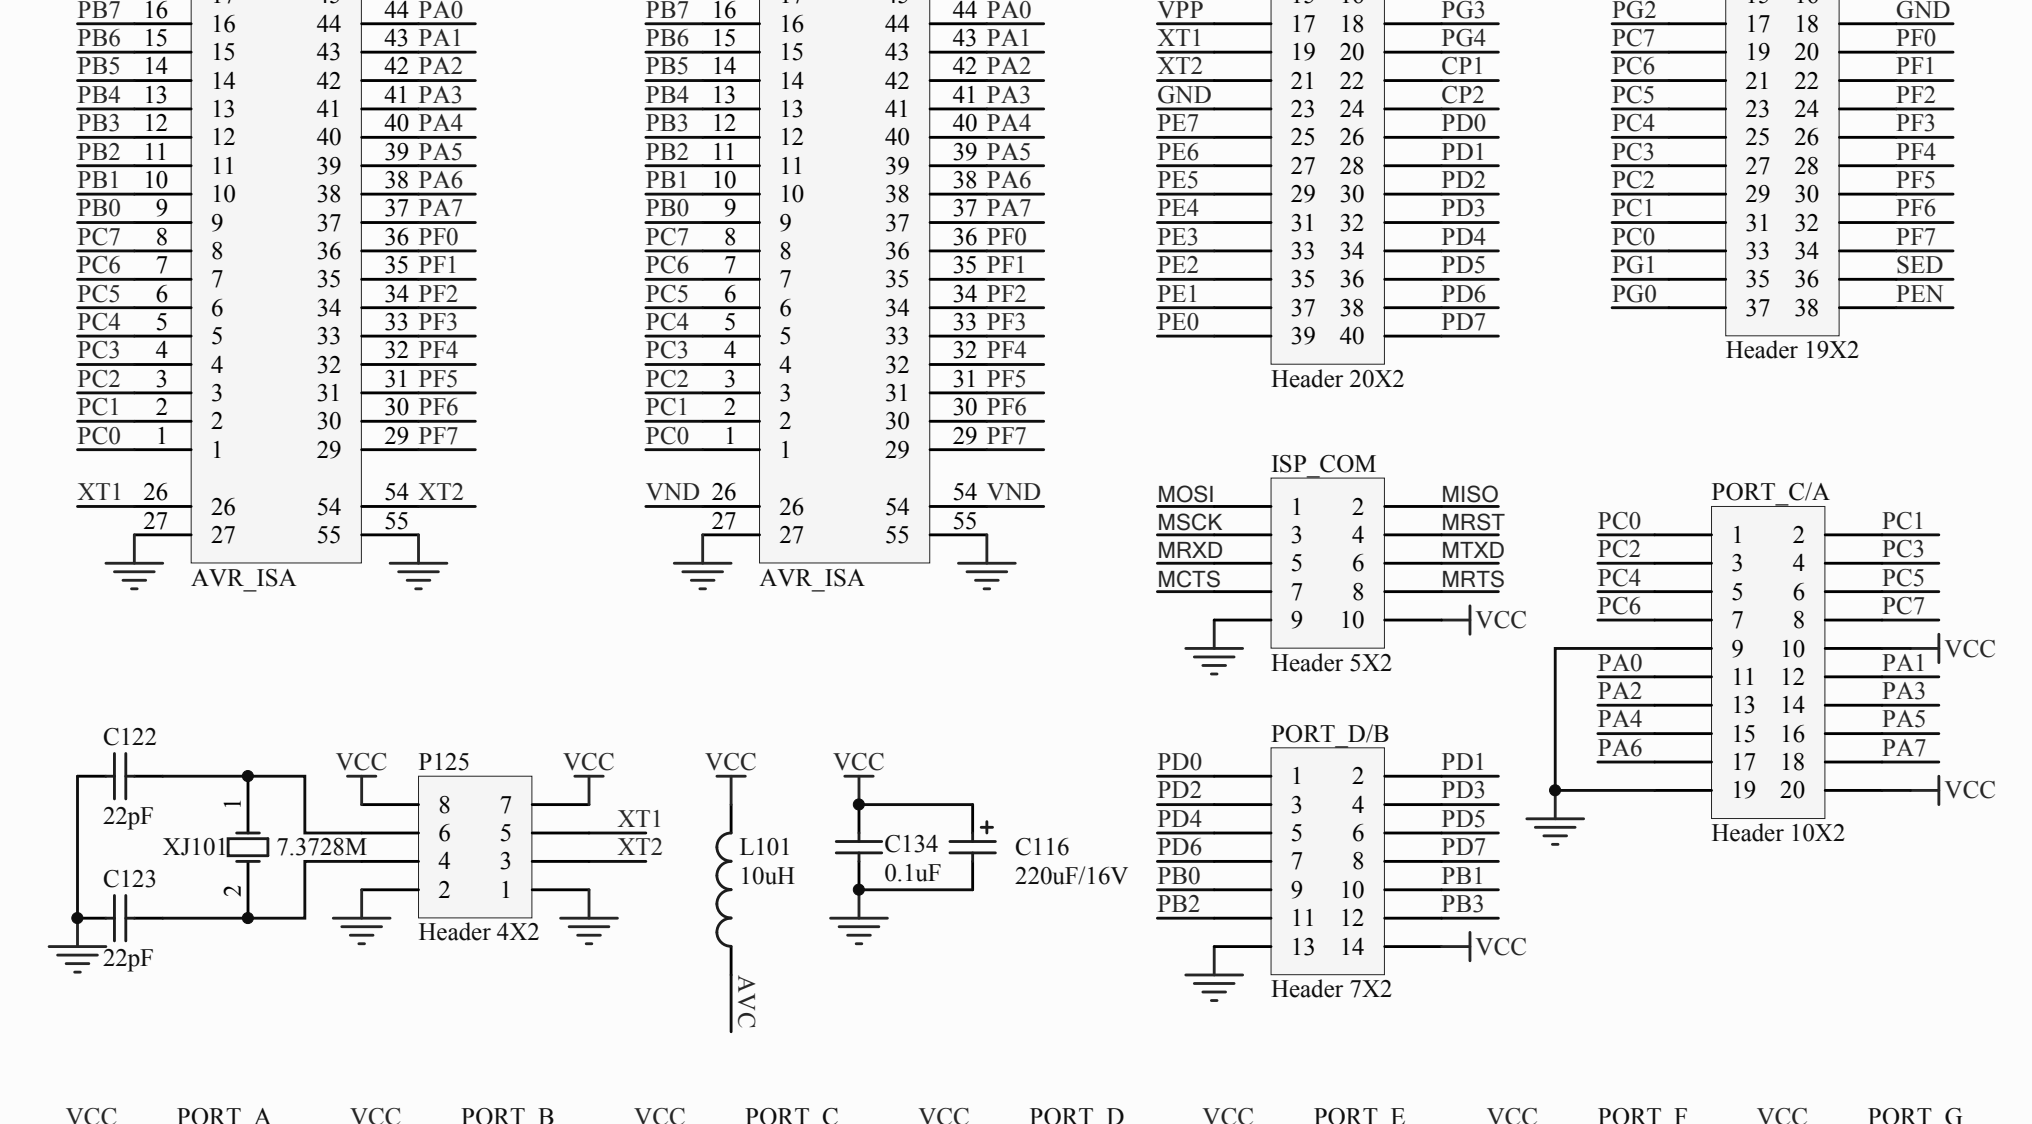 PB7 16 16 44 44 PA0
PB6 15 15 43 43 PA1
PB5 14 14 42 42 PA2
PB4 13 13 41 41 PA3
PB3 12 12 40 40 PA4
PB2 11 11 39 39 PA5
PB1 10 10 38 38 PA6
PB0 9 9 37 37 PA7
PC7 8 8 36 36 PF0
PC6 7 7 35 35 PF1
PC5 6 6 34 34 PF2
PC4 5 5 33 33 PF3
PC3 4 4 32 32 PF4
PC2 3 3 31 31 PF5
PC1 2 2 30 30 PF6
PC0 1 1 29 29 PF7
XT1 26 26 54 54 XT2
27 27 55 55
AVR_ISA
PB7 16 16 44 44 PA0
PB6 15 15 43 43 PA1
PB5 14 14 42 42 PA2
PB4 13 13 41 41 PA3
PB3 12 12 40 40 PA4
PB2 11 11 39 39 PA5
PB1 10 10 38 38 PA6
PB0 9 9 37 37 PA7
PC7 8 8 36 36 PF0
PC6 7 7 35 35 PF1
PC5 6 6 34 34 PF2
PC4 5 5 33 33 PF3
PC3 4 4 32 32 PF4
PC2 3 3 31 31 PF5
PC1 2 2 30 30 PF6
PC0 1 1 29 29 PF7
VND 26 26 54 54 VND
27 27 55 55
AVR_ISA
VPP 17 18 PG3
XT1 19 20 PG4
XT2 21 22 CP1
GND 23 24 CP2
PE7 25 26 PD0
PE6 27 28 PD1
PE5 29 30 PD2
PE4 31 32 PD3
PE3 33 34 PD4
PE2 35 36 PD5
PE1 37 38 PD6
PE0 39 40 PD7
Header 20X2
PG2 17 18 GND
PC7 19 20 PF0
PC6 21 22 PF1
PC5 23 24 PF2
PC4 25 26 PF3
PC3 27 28 PF4
PC2 29 30 PF5
PC1 31 32 PF6
PC0 33 34 PF7
PG1 35 36 SED
PG0 37 38 PEN
Header 19X2
ISP_COM
MOSI 1 2 MISO
MSCK 3 4 MRST
MRXD 5 6 MTXD
MCTS 7 8 MRTS
9 10 VCC
Header 5X2
PORT_C/A
PC0 1 2 PC1
PC2 3 4 PC3
PC4 5 6 PC5
PC6 7 8 PC7
9 10 VCC
PA0 11 12 PA1
PA2 13 14 PA3
PA4 15 16 PA5
PA6 17 18 PA7
19 20 VCC
Header 10X2
C122
22pF
1
XJ101 7.3728M
2
C123
22pF
VCC P125 VCC
8 7
6 5 XT1
4 3 XT2
2 1
Header 4X2
VCC
L101
10uH
AVC
VCC
C134
0.1uF
+
C116
220uF/16V
PORT_D/B
PD0 1 2 PD1
PD2 3 4 PD3
PD4 5 6 PD5
PD6 7 8 PD7
PB0 9 10 PB1
PB2 11 12 PB3
13 14 VCC
Header 7X2
VCC PORT_A VCC PORT_B VCC PORT_C VCC PORT_D VCC PORT_E VCC PORT_F VCC PORT_G